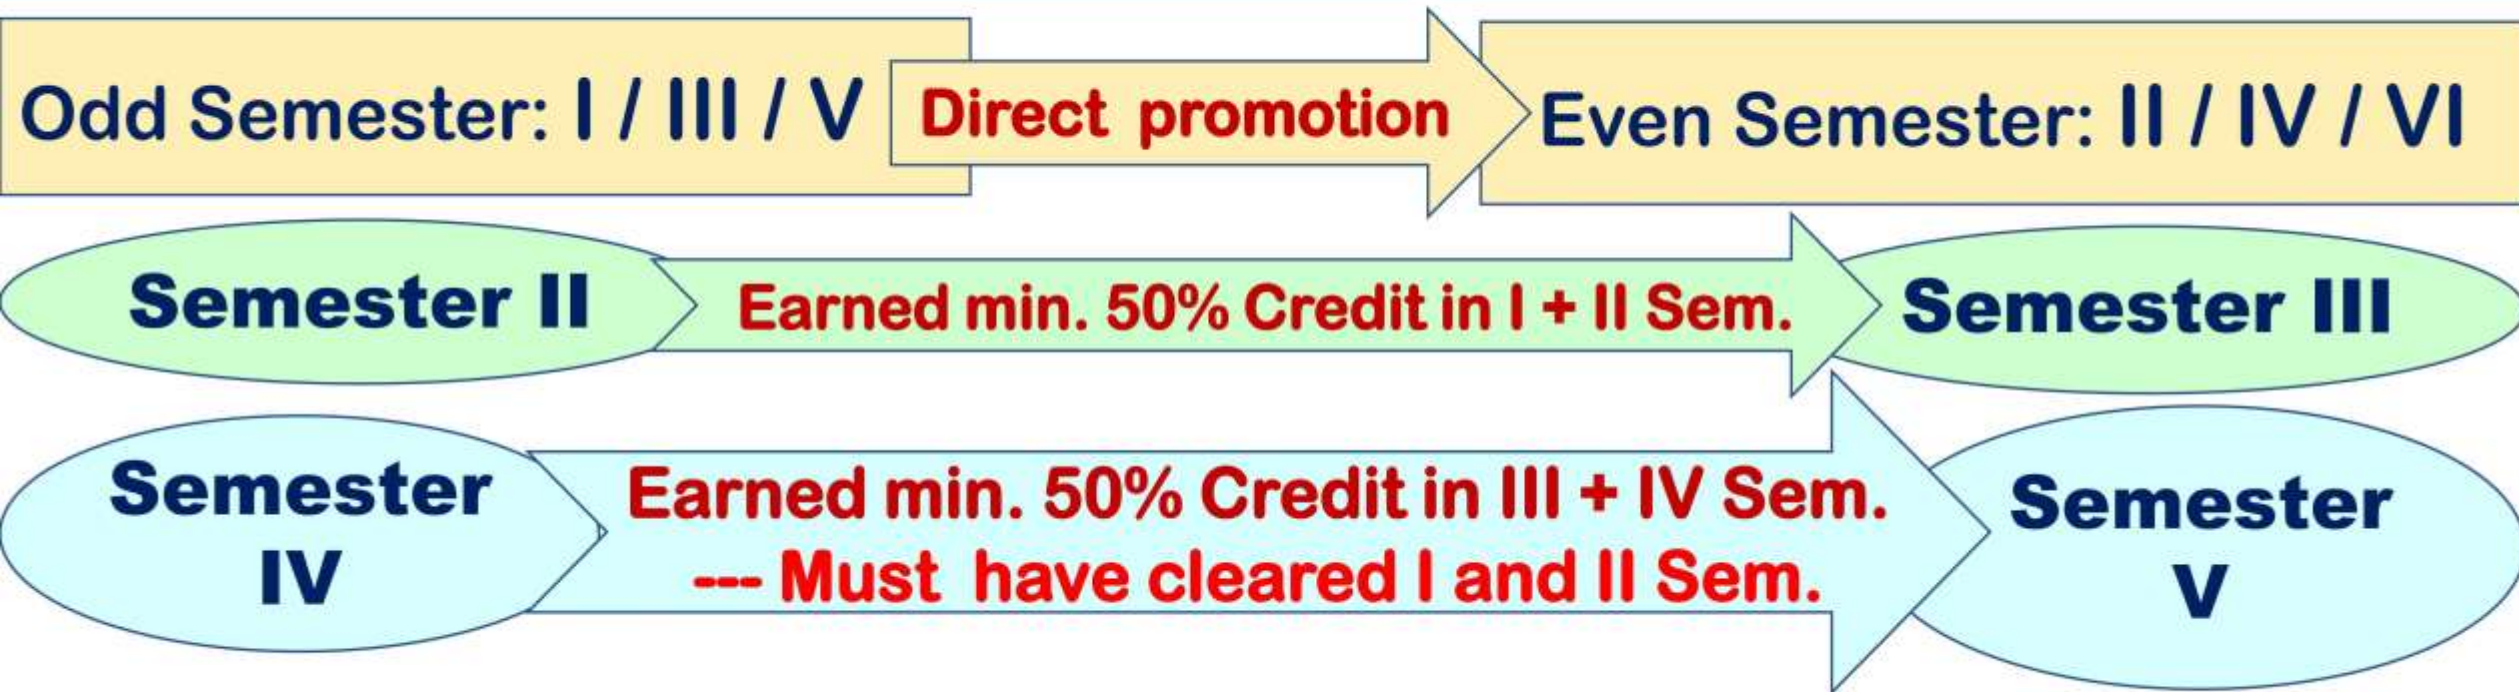 Odd Semester: I / III / V
Direct promotion
Even Semester: II / IV / VI
Semester II
Earned min. 50% Credit in I + II Sem.
Semester III
Semester
IV
Earned min. 50% Credit in III + IV Sem.
--- Must have cleared I and II Sem.
Semester
V